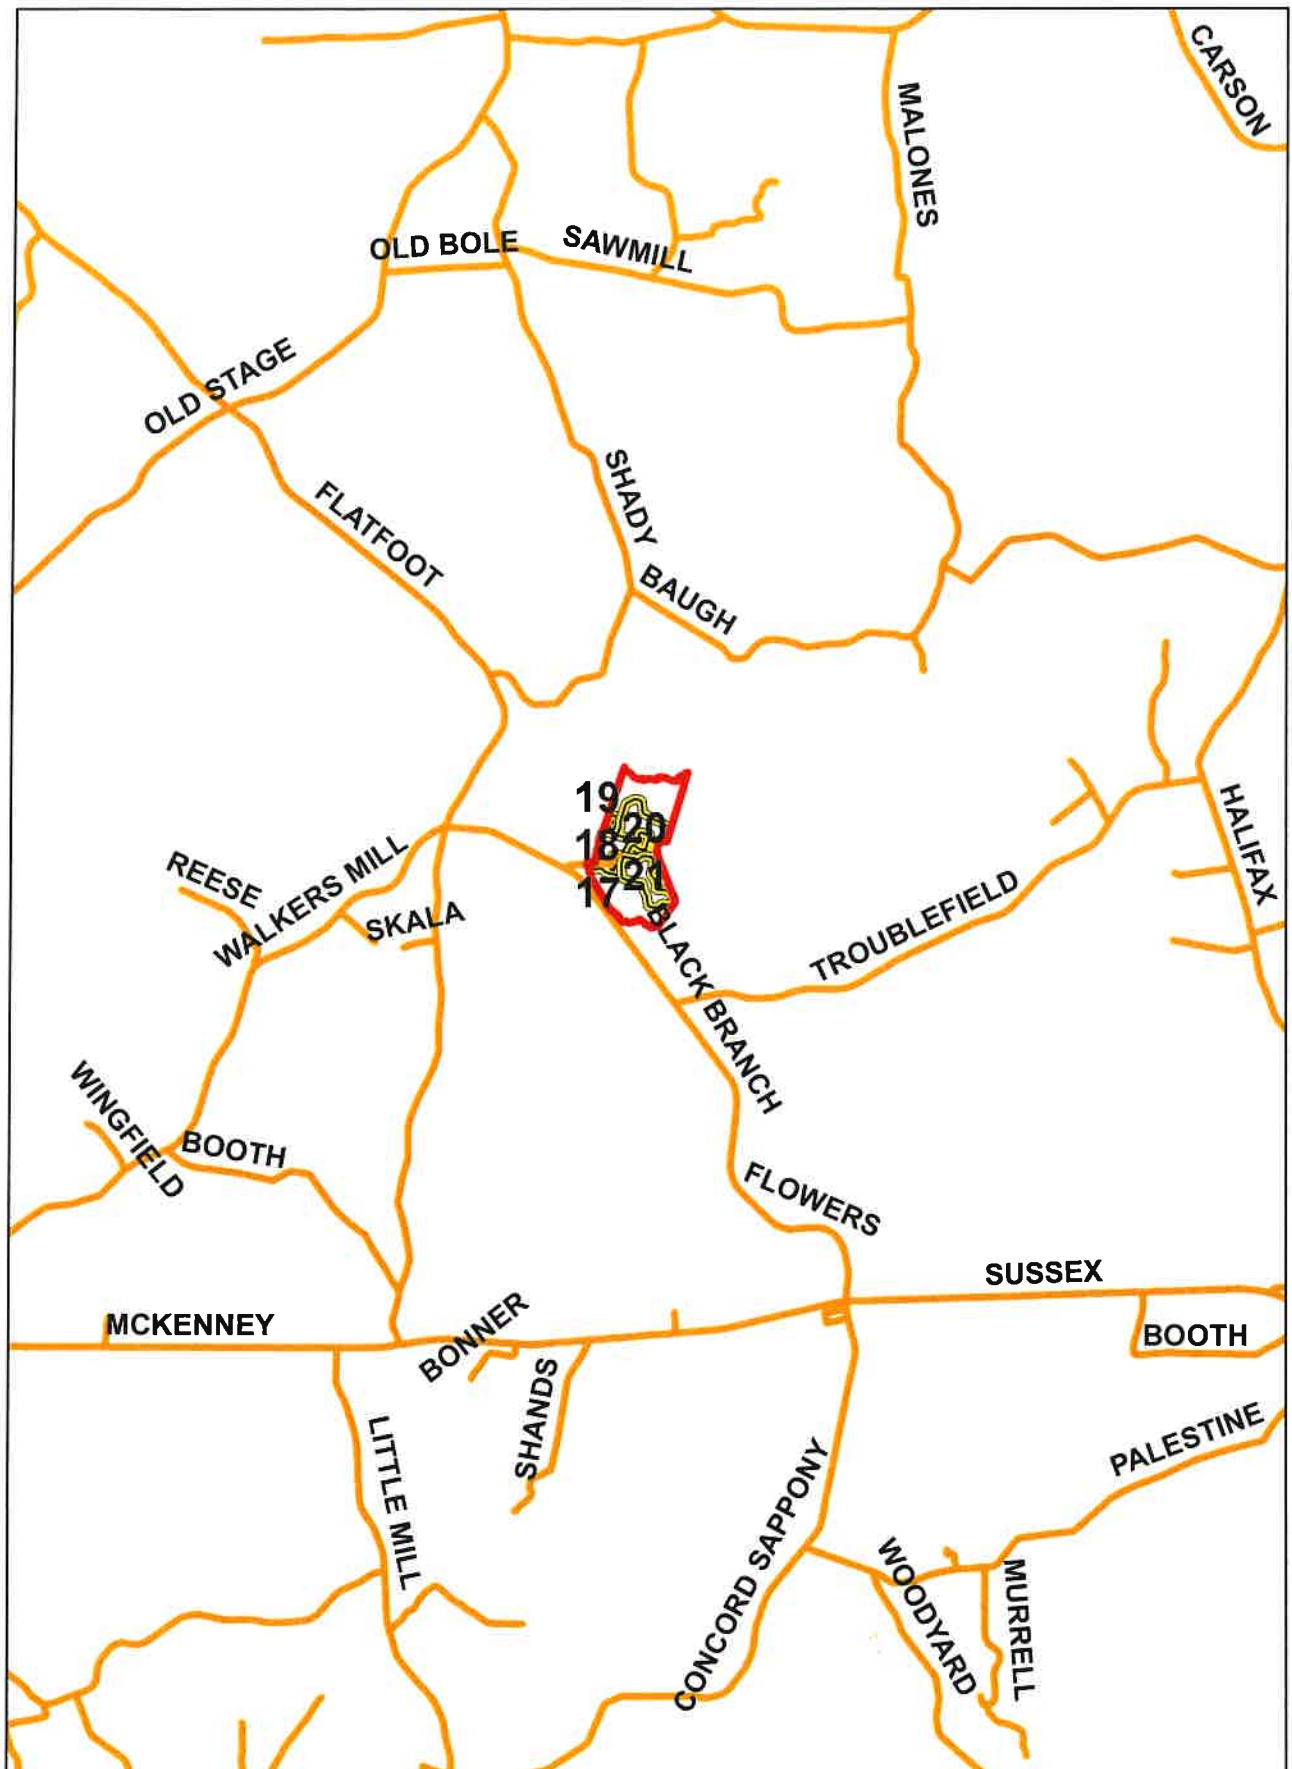 CARSON
MALONES
OLD BOLE
SAWMILL
OLD STAGE
SHADY
FLATFOOT
BAUGH
19
20
18
21
17
HALIFAX
REESE
WALKERS MILL
SKALA
BLACK BRANCH
TROUBLEFIELD
WINGFIELD
BOOTH
FLOWERS
SUSSEX
MCKENNEY
BONNER
BOOTH
SHANDS
LITTLE MILL
PALESTINE
CONCORD SAPPONY
WOODYARD
MURRELL